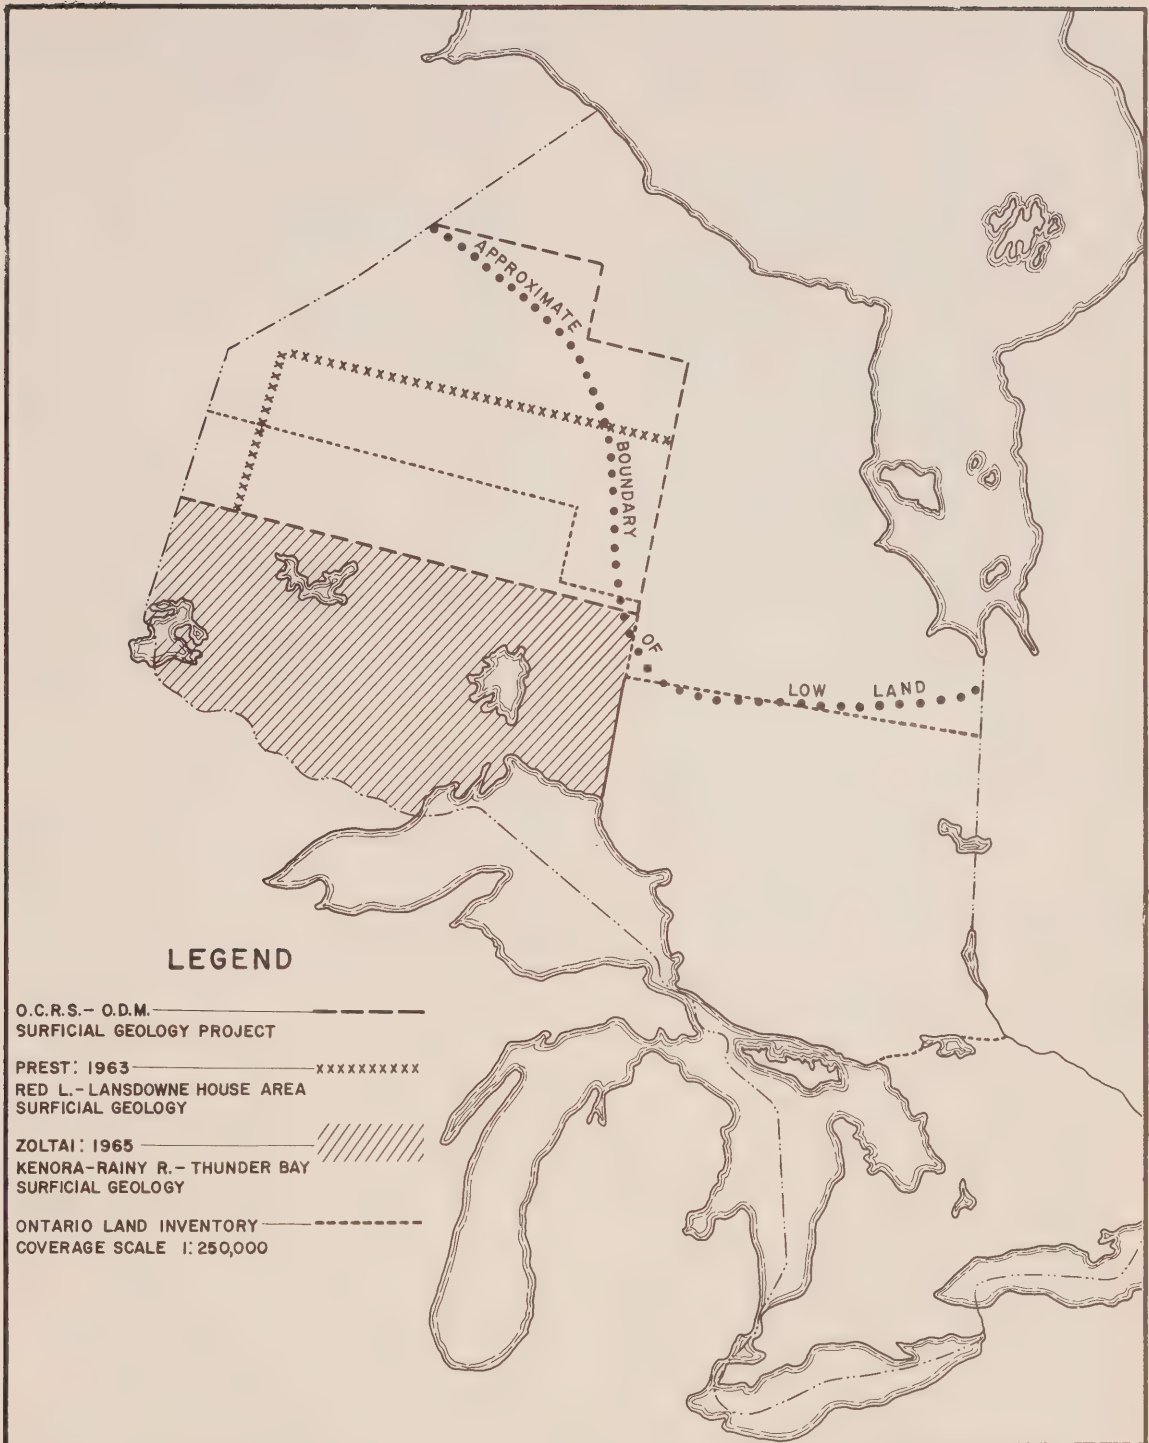 APPROXIMATE
BOUNDARY
OF
LOW LAND
LEGEND
O.C.R.S.- O.D.M.
SURFICIAL GEOLOGY PROJECT
PREST: 1963
RED L.- LANSDOWNE HOUSE AREA
SURFICIAL GEOLOGY
ZOLTAI: 1965
KENORA-RAINY R.- THUNDER BAY
SURFICIAL GEOLOGY
ONTARIO LAND INVENTORY
COVERAGE SCALE 1:250,000